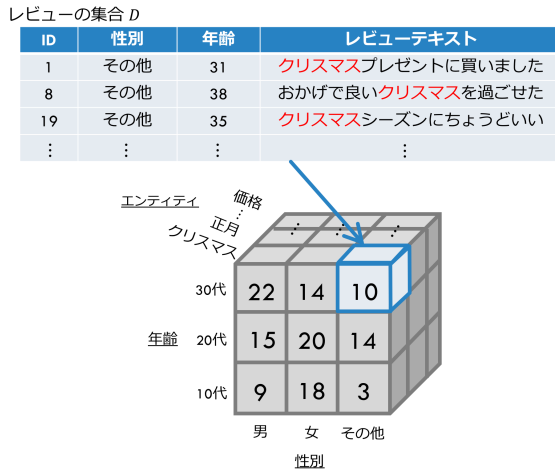 レビューの集合 D
ID 性別 年齢 レビューテキスト
1 その他 31 クリスマスプレゼントに買いました
8 その他 38 おかげで良いクリスマスを過ごせた
19 その他 35 クリスマスシーズンにちょうどいい
⋮ ⋮ ⋮ ⋮
エンティティ
価格
⋮
正月
クリスマス
30代 22 14 10
年齢 20代 15 20 14
10代 9 18 3
男 女 その他
性別